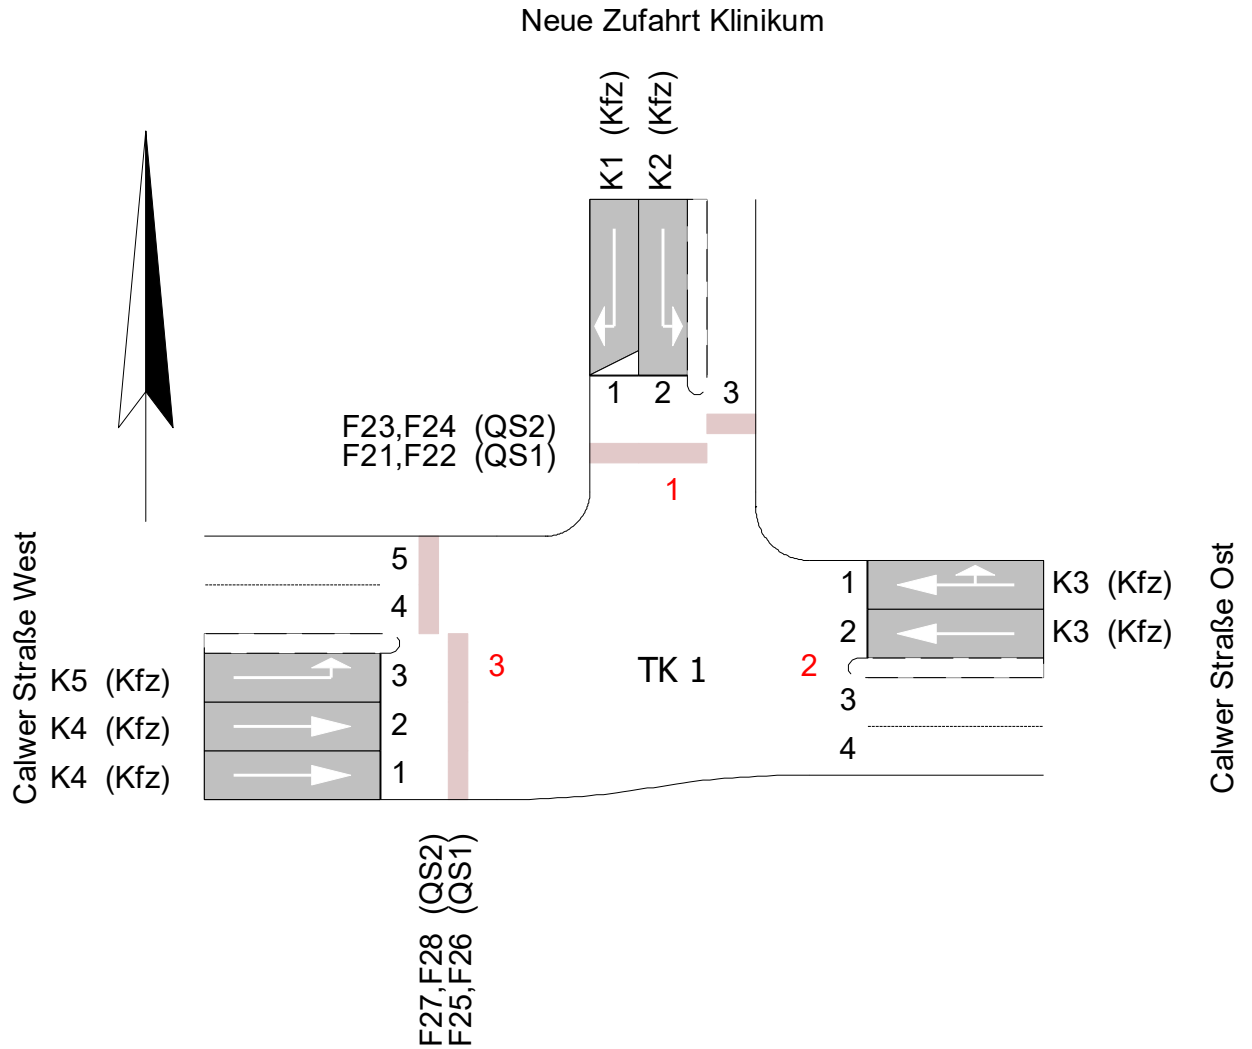 Neue Zufahrt Klinikum
K1 (Kfz)
K2 (Kfz)
1 2 3
F23,F24 (QS2)
F21,F22 (QS1)
1
Calwer Straße West
5
4
3
2
1
K5 (Kfz)
K4 (Kfz)
K4 (Kfz)
3
TK 1
2
1
2
3
4
K3 (Kfz)
K3 (Kfz)
Calwer Straße Ost
F27,F28 (QS2)
F25,F26 (QS1)